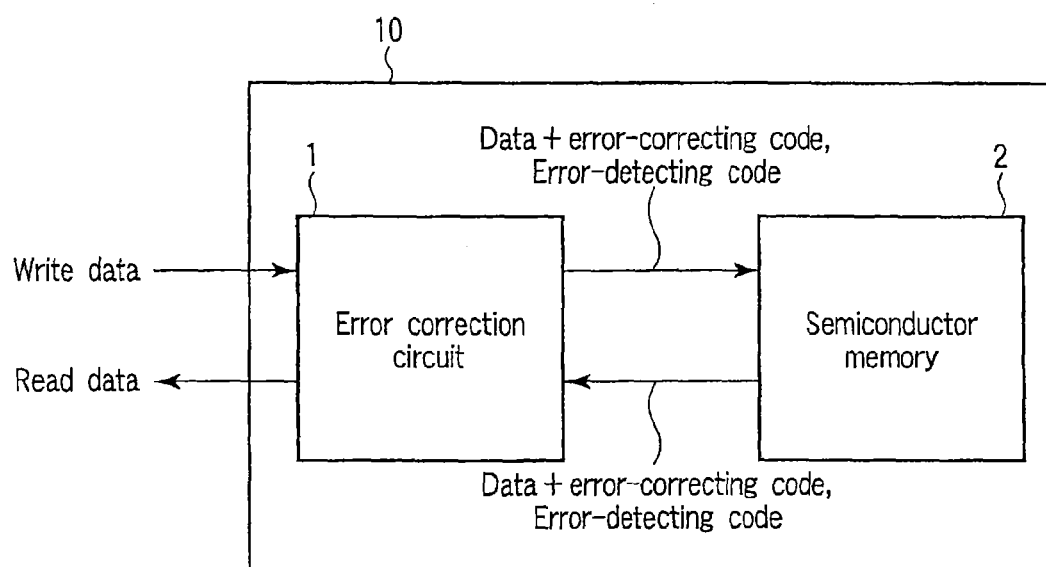 10
Data + error-correcting code,
Error-detecting code
1
2
Write data
Error correction
circuit
Semiconductor
memory
Read data
Data + error-correcting code,
Error-detecting code